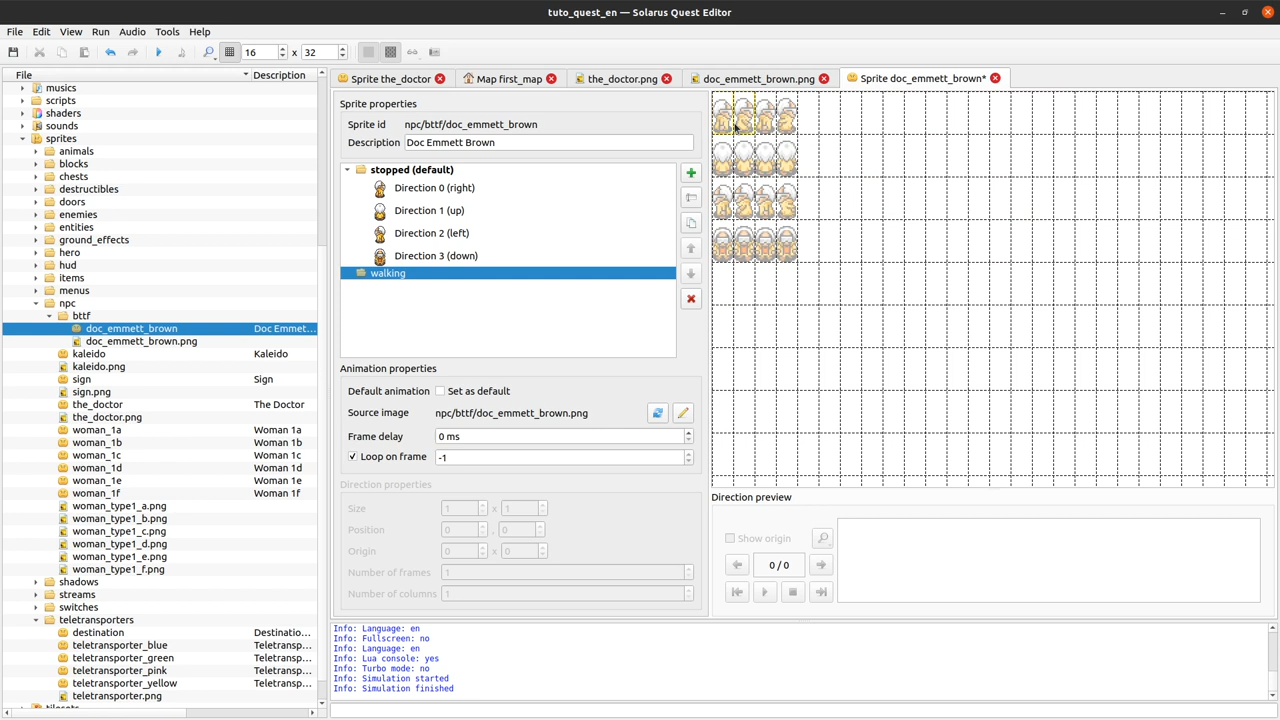 tuto_quest_en — Solarus Quest Editor
File Edit View Run Audio Tools Help
16 x 32
File Description
musics
scripts
shaders
sounds
sprites
animals
blocks
chests
destructibles
doors
enemies
entities
ground_effects
hero
hud
items
menus
npc
bttf
doc_emmett_brown Doc Emmet...
doc_emmett_brown.png
kaleido Kaleido
kaleido.png
sign Sign
sign.png
the_doctor The Doctor
the_doctor.png
woman_1a Woman 1a
woman_1b Woman 1b
woman_1c Woman 1c
woman_1d Woman 1d
woman_1e Woman 1e
woman_1f Woman 1f
woman_type1_a.png
woman_type1_b.png
woman_type1_c.png
woman_type1_d.png
woman_type1_e.png
woman_type1_f.png
shadows
streams
switches
teletransporters
destination Destinatio...
teletransporter_blue Teletransp...
teletransporter_green Teletransp...
teletransporter_pink Teletransp...
teletransporter_yellow Teletransp...
teletransporter.png
tilesets
Sprite the_doctor Map first_map the_doctor.png doc_emmett_brown.png Sprite doc_emmett_brown*
Sprite properties
Sprite id npc/bttf/doc_emmett_brown
Description Doc Emmett Brown
stopped (default)
Direction 0 (right)
Direction 1 (up)
Direction 2 (left)
Direction 3 (down)
walking
Animation properties
Default animation Set as default
Source image npc/bttf/doc_emmett_brown.png
Frame delay 0 ms
Loop on frame -1
Direction properties
Size 1 x 1
Position 0 , 0
Origin 0 x 0
Number of frames 1
Number of columns 1
Direction preview
Show origin
0 / 0
Info: Language: en
Info: Fullscreen: no
Info: Language: en
Info: Lua console: yes
Info: Turbo mode: no
Info: Simulation started
Info: Simulation finished